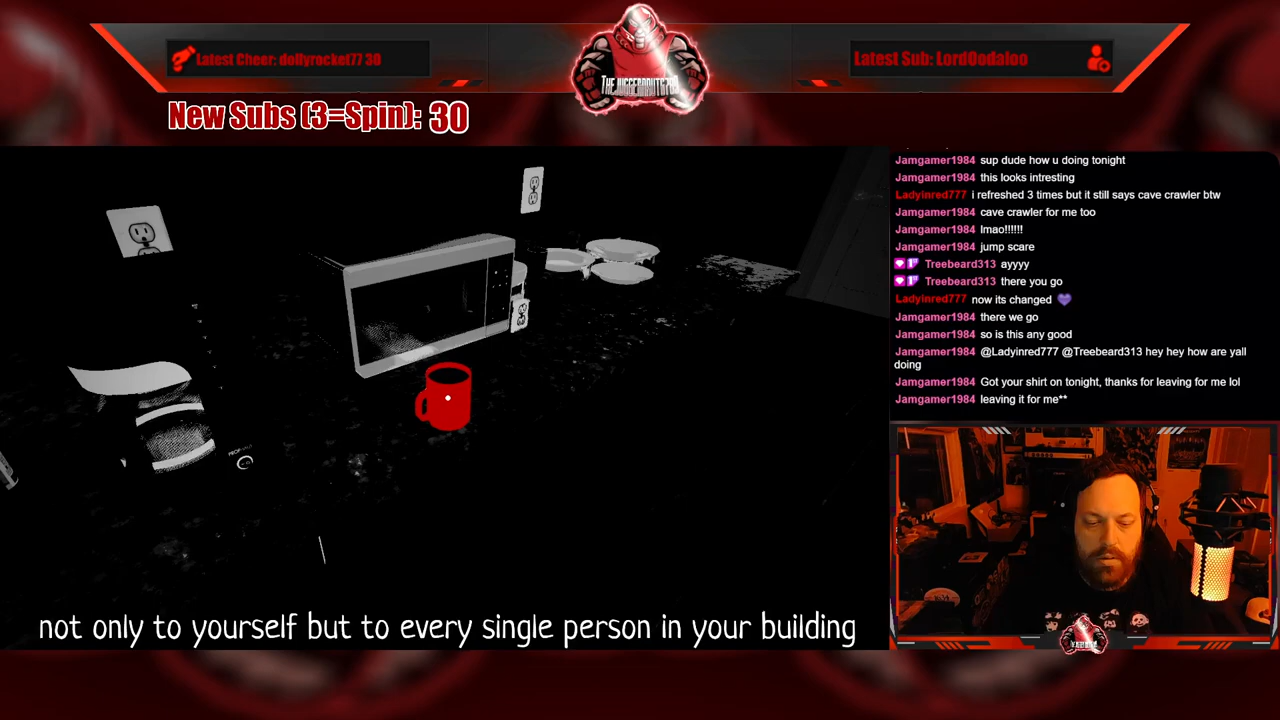 Latest Cheer: dollyrocket77 30
THEJUGGERNAUT6789
Latest Sub: LordOodaloo
New Subs (3=Spin): 30
Jamgamer1984 sup dude how u doing tonight
Jamgamer1984 this looks intresting
Ladyinred777 i refreshed 3 times but it still says cave crawler btw
Jamgamer1984 cave crawler for me too
Jamgamer1984 lmao!!!!!!
Jamgamer1984 jump scare
Treebeard313 ayyyy
Treebeard313 there you go
Ladyinred777 now its changed
Jamgamer1984 there we go
Jamgamer1984 so is this any good
Jamgamer1984 @Ladyinred777 @Treebeard313 hey hey how are yall
doing
Jamgamer1984 Got your shirt on tonight, thanks for leaving for me lol
Jamgamer1984 leaving it for me**
not only to yourself but to every single person in your building